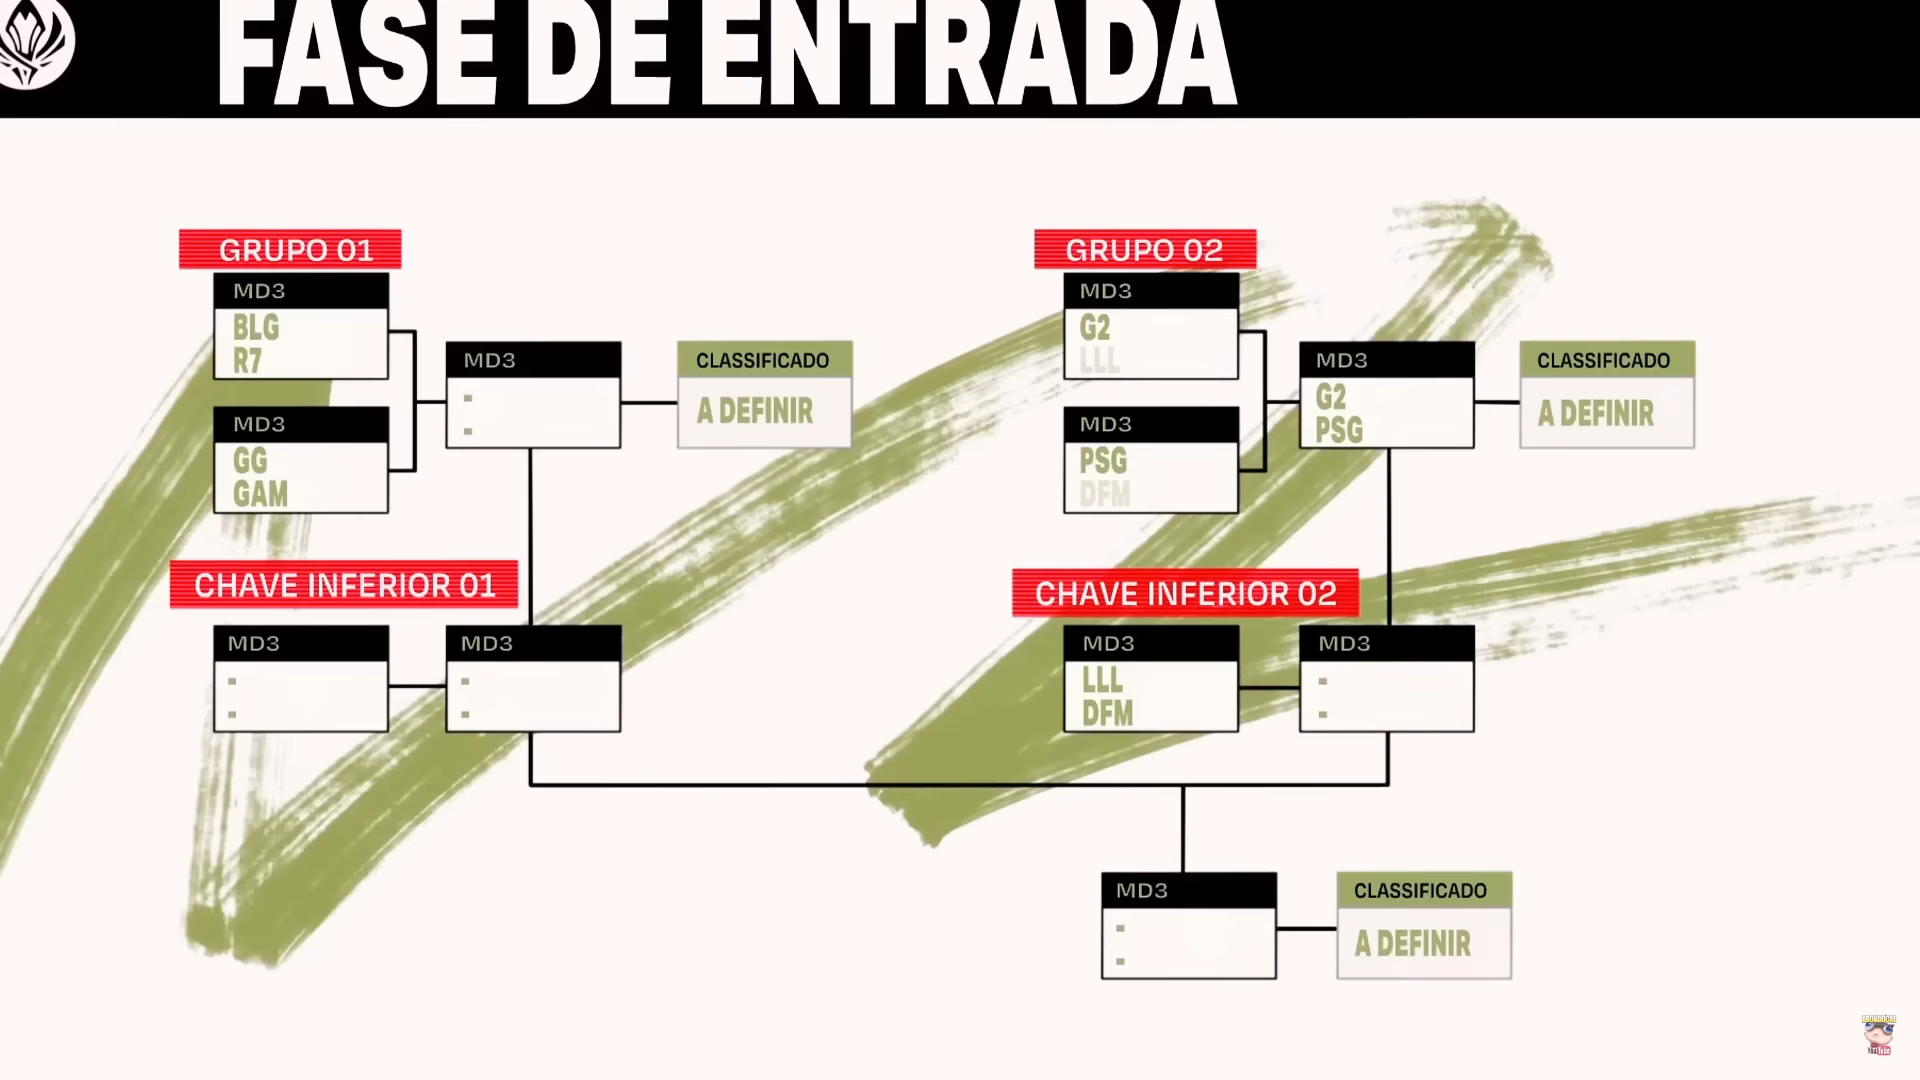 FASE DE ENTRADA
GRUPO 01
MD3
BLG
R7
MD3
GG
GAM
MD3
-
-
CLASSIFICADO
A DEFINIR
CHAVE INFERIOR 01
MD3
-
-
MD3
-
-
GRUPO 02
MD3
G2
LLL
MD3
PSG
DFM
MD3
G2
PSG
CLASSIFICADO
A DEFINIR
CHAVE INFERIOR 02
MD3
LLL
DFM
MD3
-
-
MD3
-
-
CLASSIFICADO
A DEFINIR
YouTube